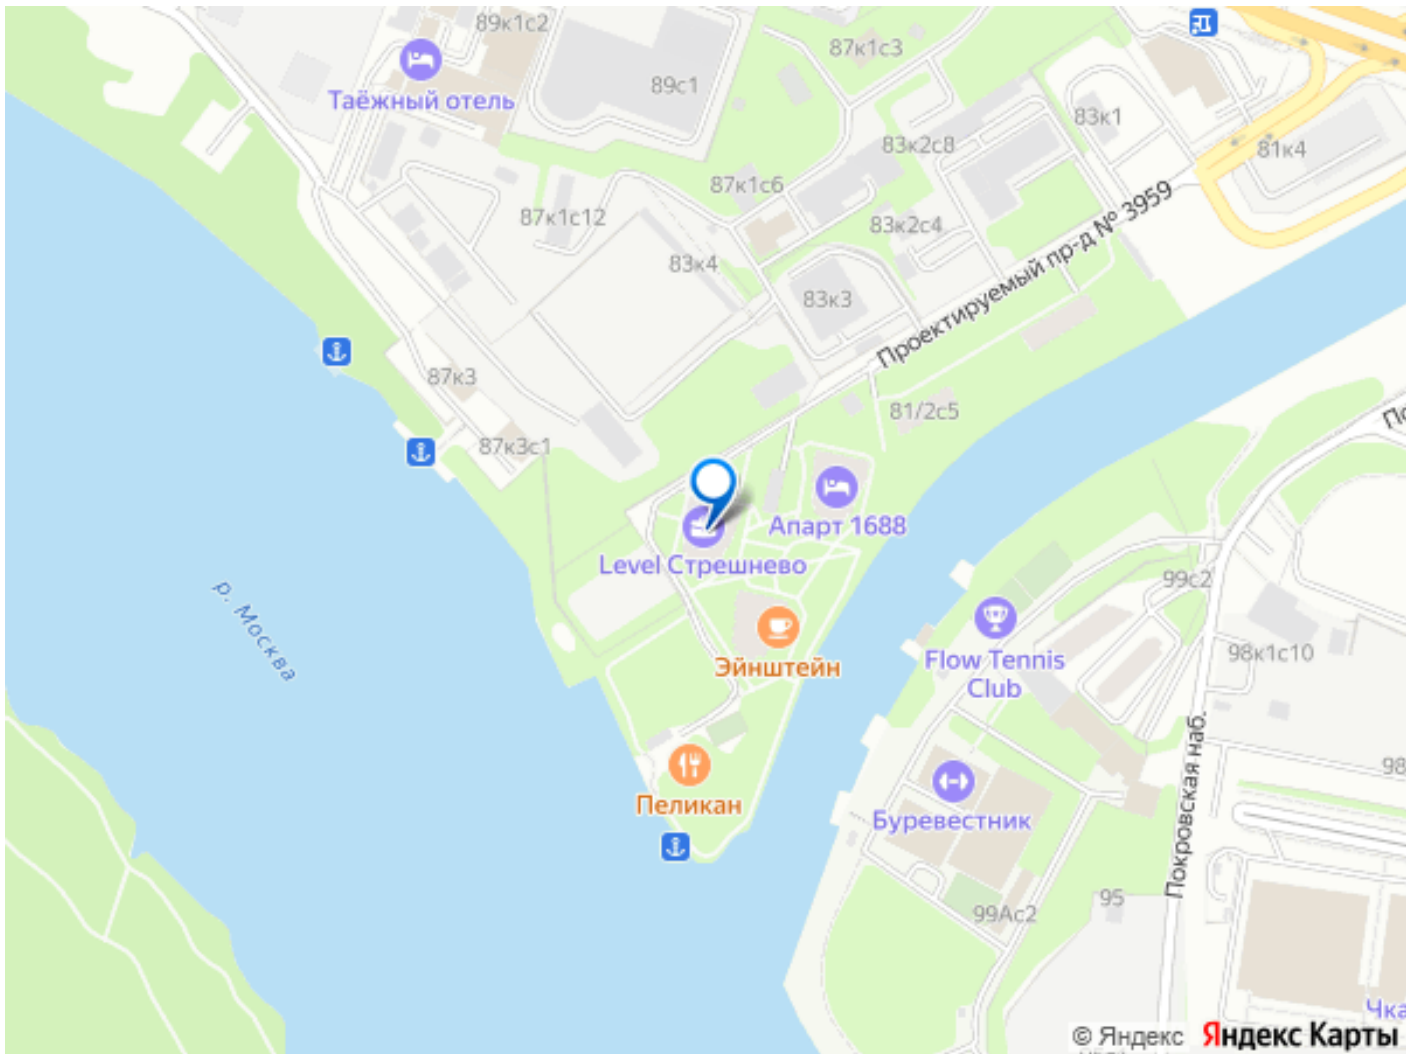 89к1с2
87к1с3
Таёжный отель
89с1
83к1
83к2с8
81к4
87к1с6
87к1с12
83к2с4
Проектируемый пр-д № 3959
83к4
83к3
87к3
81/2с5
87к3с1
Апарт 1688
Level Стрешнево
99с2
р. Москва
Эйнштейн
Flow Tennis
Club
98к1с10
Покровская наб.
98
Пеликан
Буревестник
95
99Ас2
Чка
© Яндекс Яндекс Карты